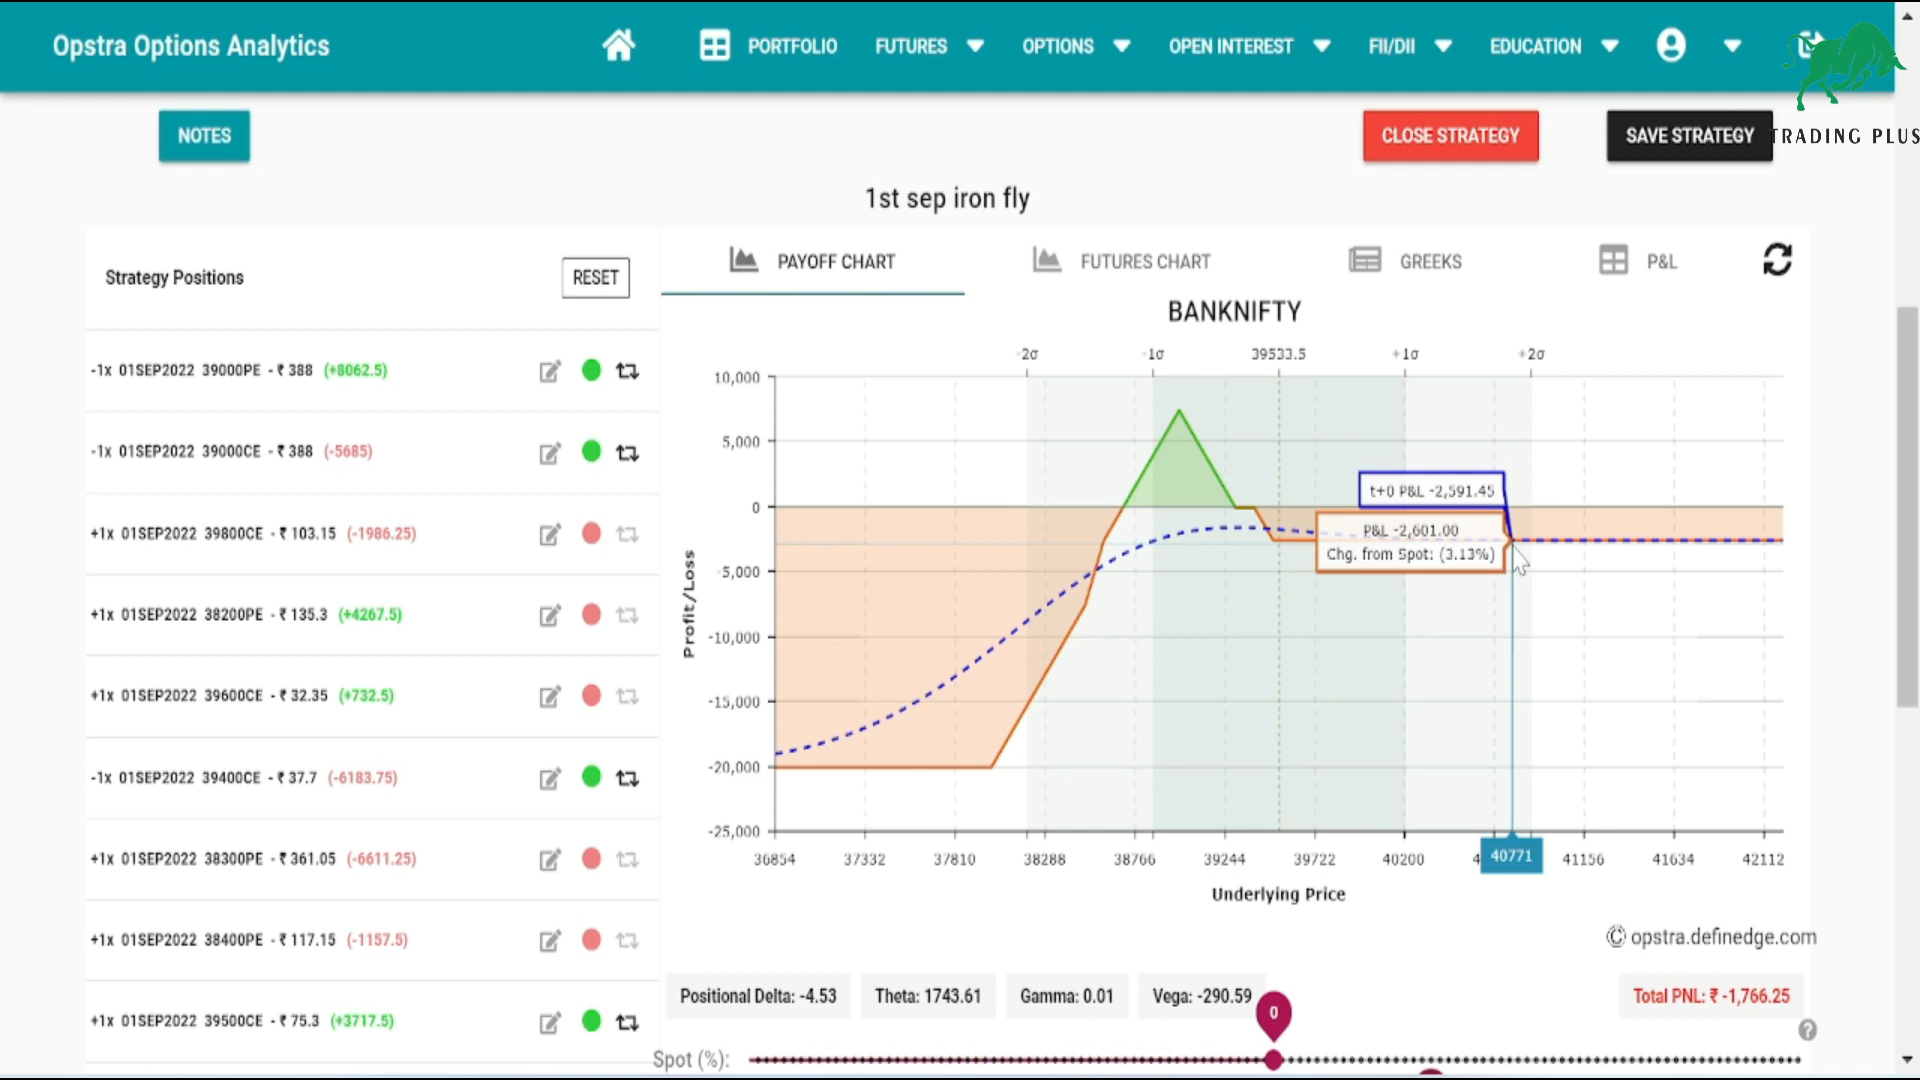 Opstra Options Analytics
PORTFOLIO
FUTURES
OPTIONS
OPEN INTEREST
FII/DII
EDUCATION
TRADING PLUS
NOTES
CLOSE STRATEGY
SAVE STRATEGY
1st sep iron fly
Strategy Positions
RESET
-1x 01SEP2022 39000PE - ₹ 388 (+8062.5)
-1x 01SEP2022 39000CE - ₹ 388 (-5685)
+1x 01SEP2022 39800CE - ₹ 103.15 (-1986.25)
+1x 01SEP2022 38200PE - ₹ 135.3 (+4267.5)
+1x 01SEP2022 39600CE - ₹ 32.35 (+732.5)
-1x 01SEP2022 39400CE - ₹ 37.7 (-6183.75)
+1x 01SEP2022 38300PE - ₹ 361.05 (-6611.25)
+1x 01SEP2022 38400PE - ₹ 117.15 (-1157.5)
+1x 01SEP2022 39500CE - ₹ 75.3 (+3717.5)
PAYOFF CHART
FUTURES CHART
GREEKS
P&L
BANKNIFTY
-2σ -1σ 39533.5 +1σ +2σ
10,000
5,000
0
-5,000
-10,000
-15,000
-20,000
-25,000
Profit/Loss
t+0 P&L -2,591.45
P&L -2,601.00
Chg. from Spot: (3.13%)
36854 37332 37810 38288 38766 39244 39722 40200 4 40771 41156 41634 42112
Underlying Price
© opstra.definedge.com
Positional Delta: -4.53
Theta: 1743.61
Gamma: 0.01
Vega: -290.59
Total PNL: ₹ -1,766.25
0
?
Spot (%):